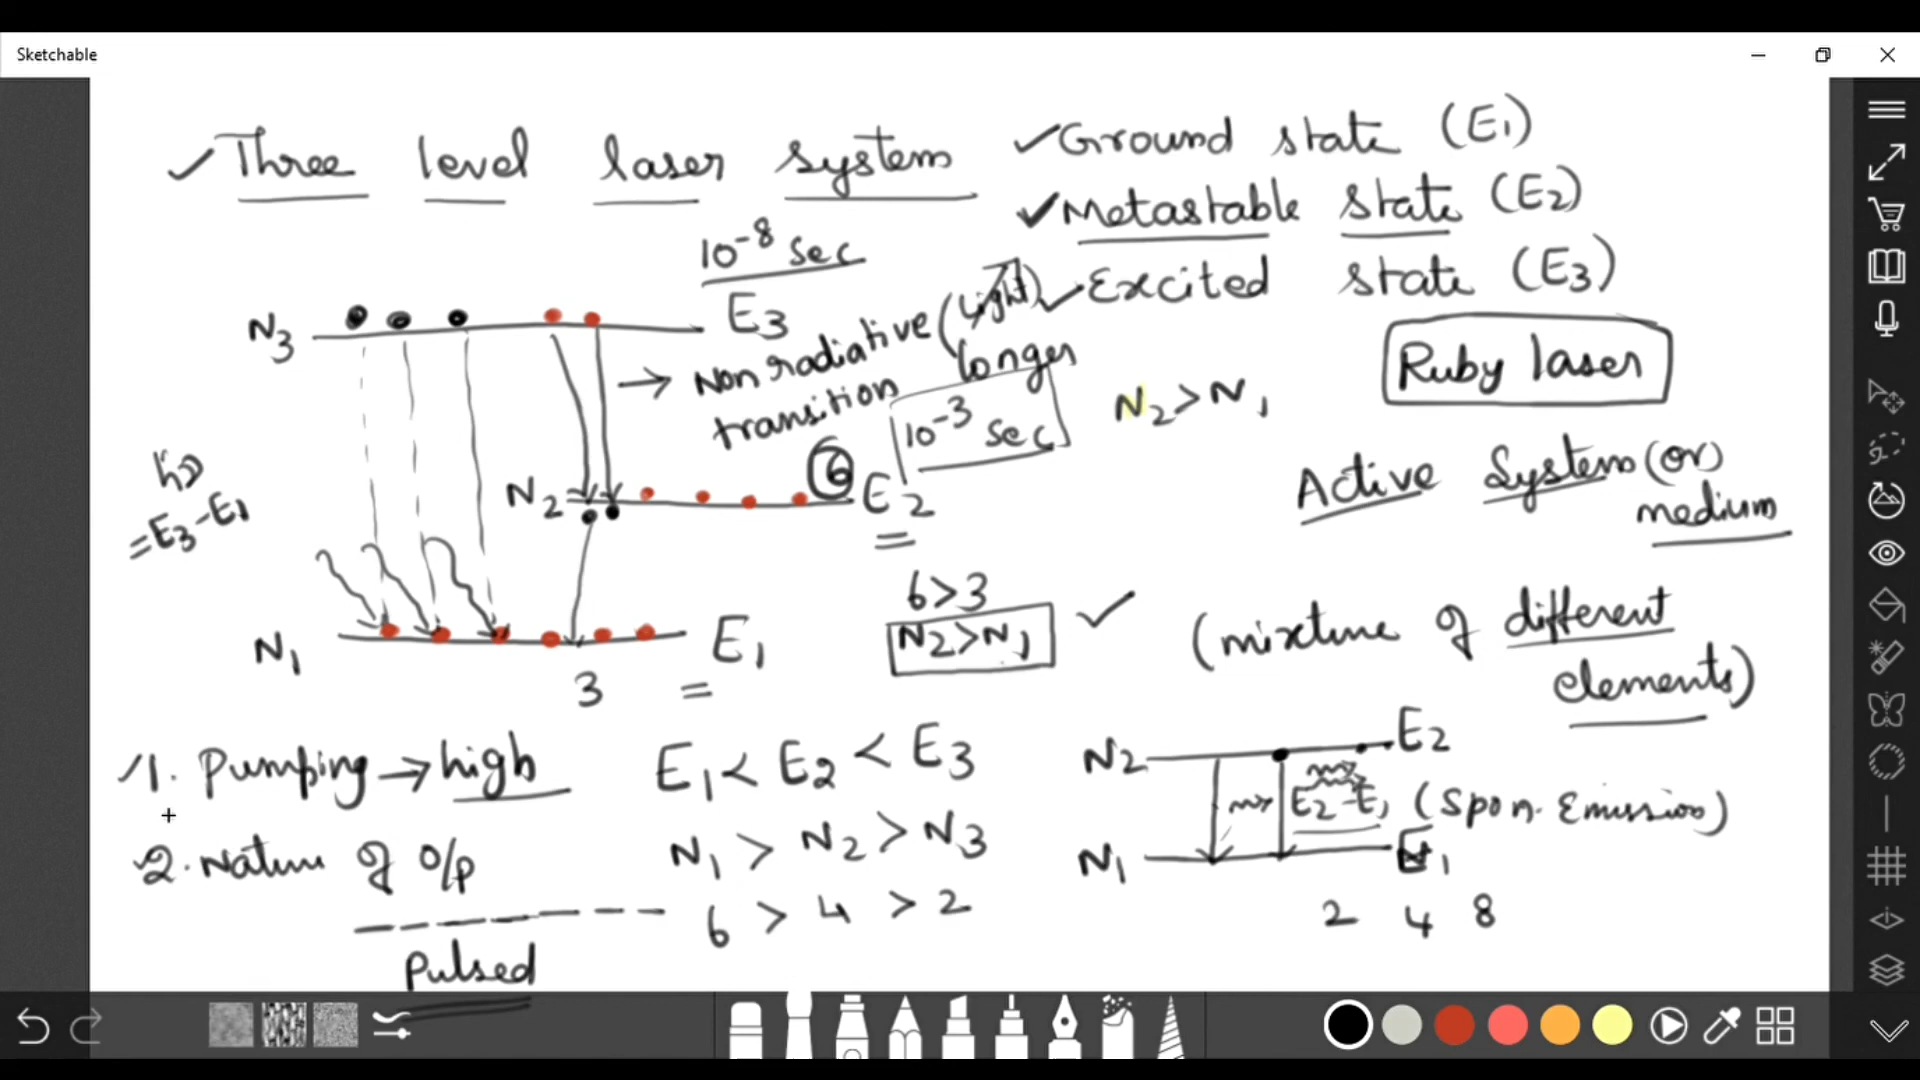 Sketchable
Three level laser system
Ground state (E1)
Metastable state (E2)
Excited state (E3)
10-8 sec
N3
E3
Non radiative (Light)
transition
longer
10-3 sec
N2 > N1
Ruby laser
hν
=E3-E1
N2
6
E2
=
Active System (or)
medium
6>3
N2>N1
N1
E1
3 =
(mixture of different
elements)
1. Pumping → high
E1 < E2 < E3
N2
E2
E2-E1 (Spon. Emission)
2. Nature of O/p
N1 > N2 > N3
N1
E1
6 > 4 > 2
2 4 8
Pulsed